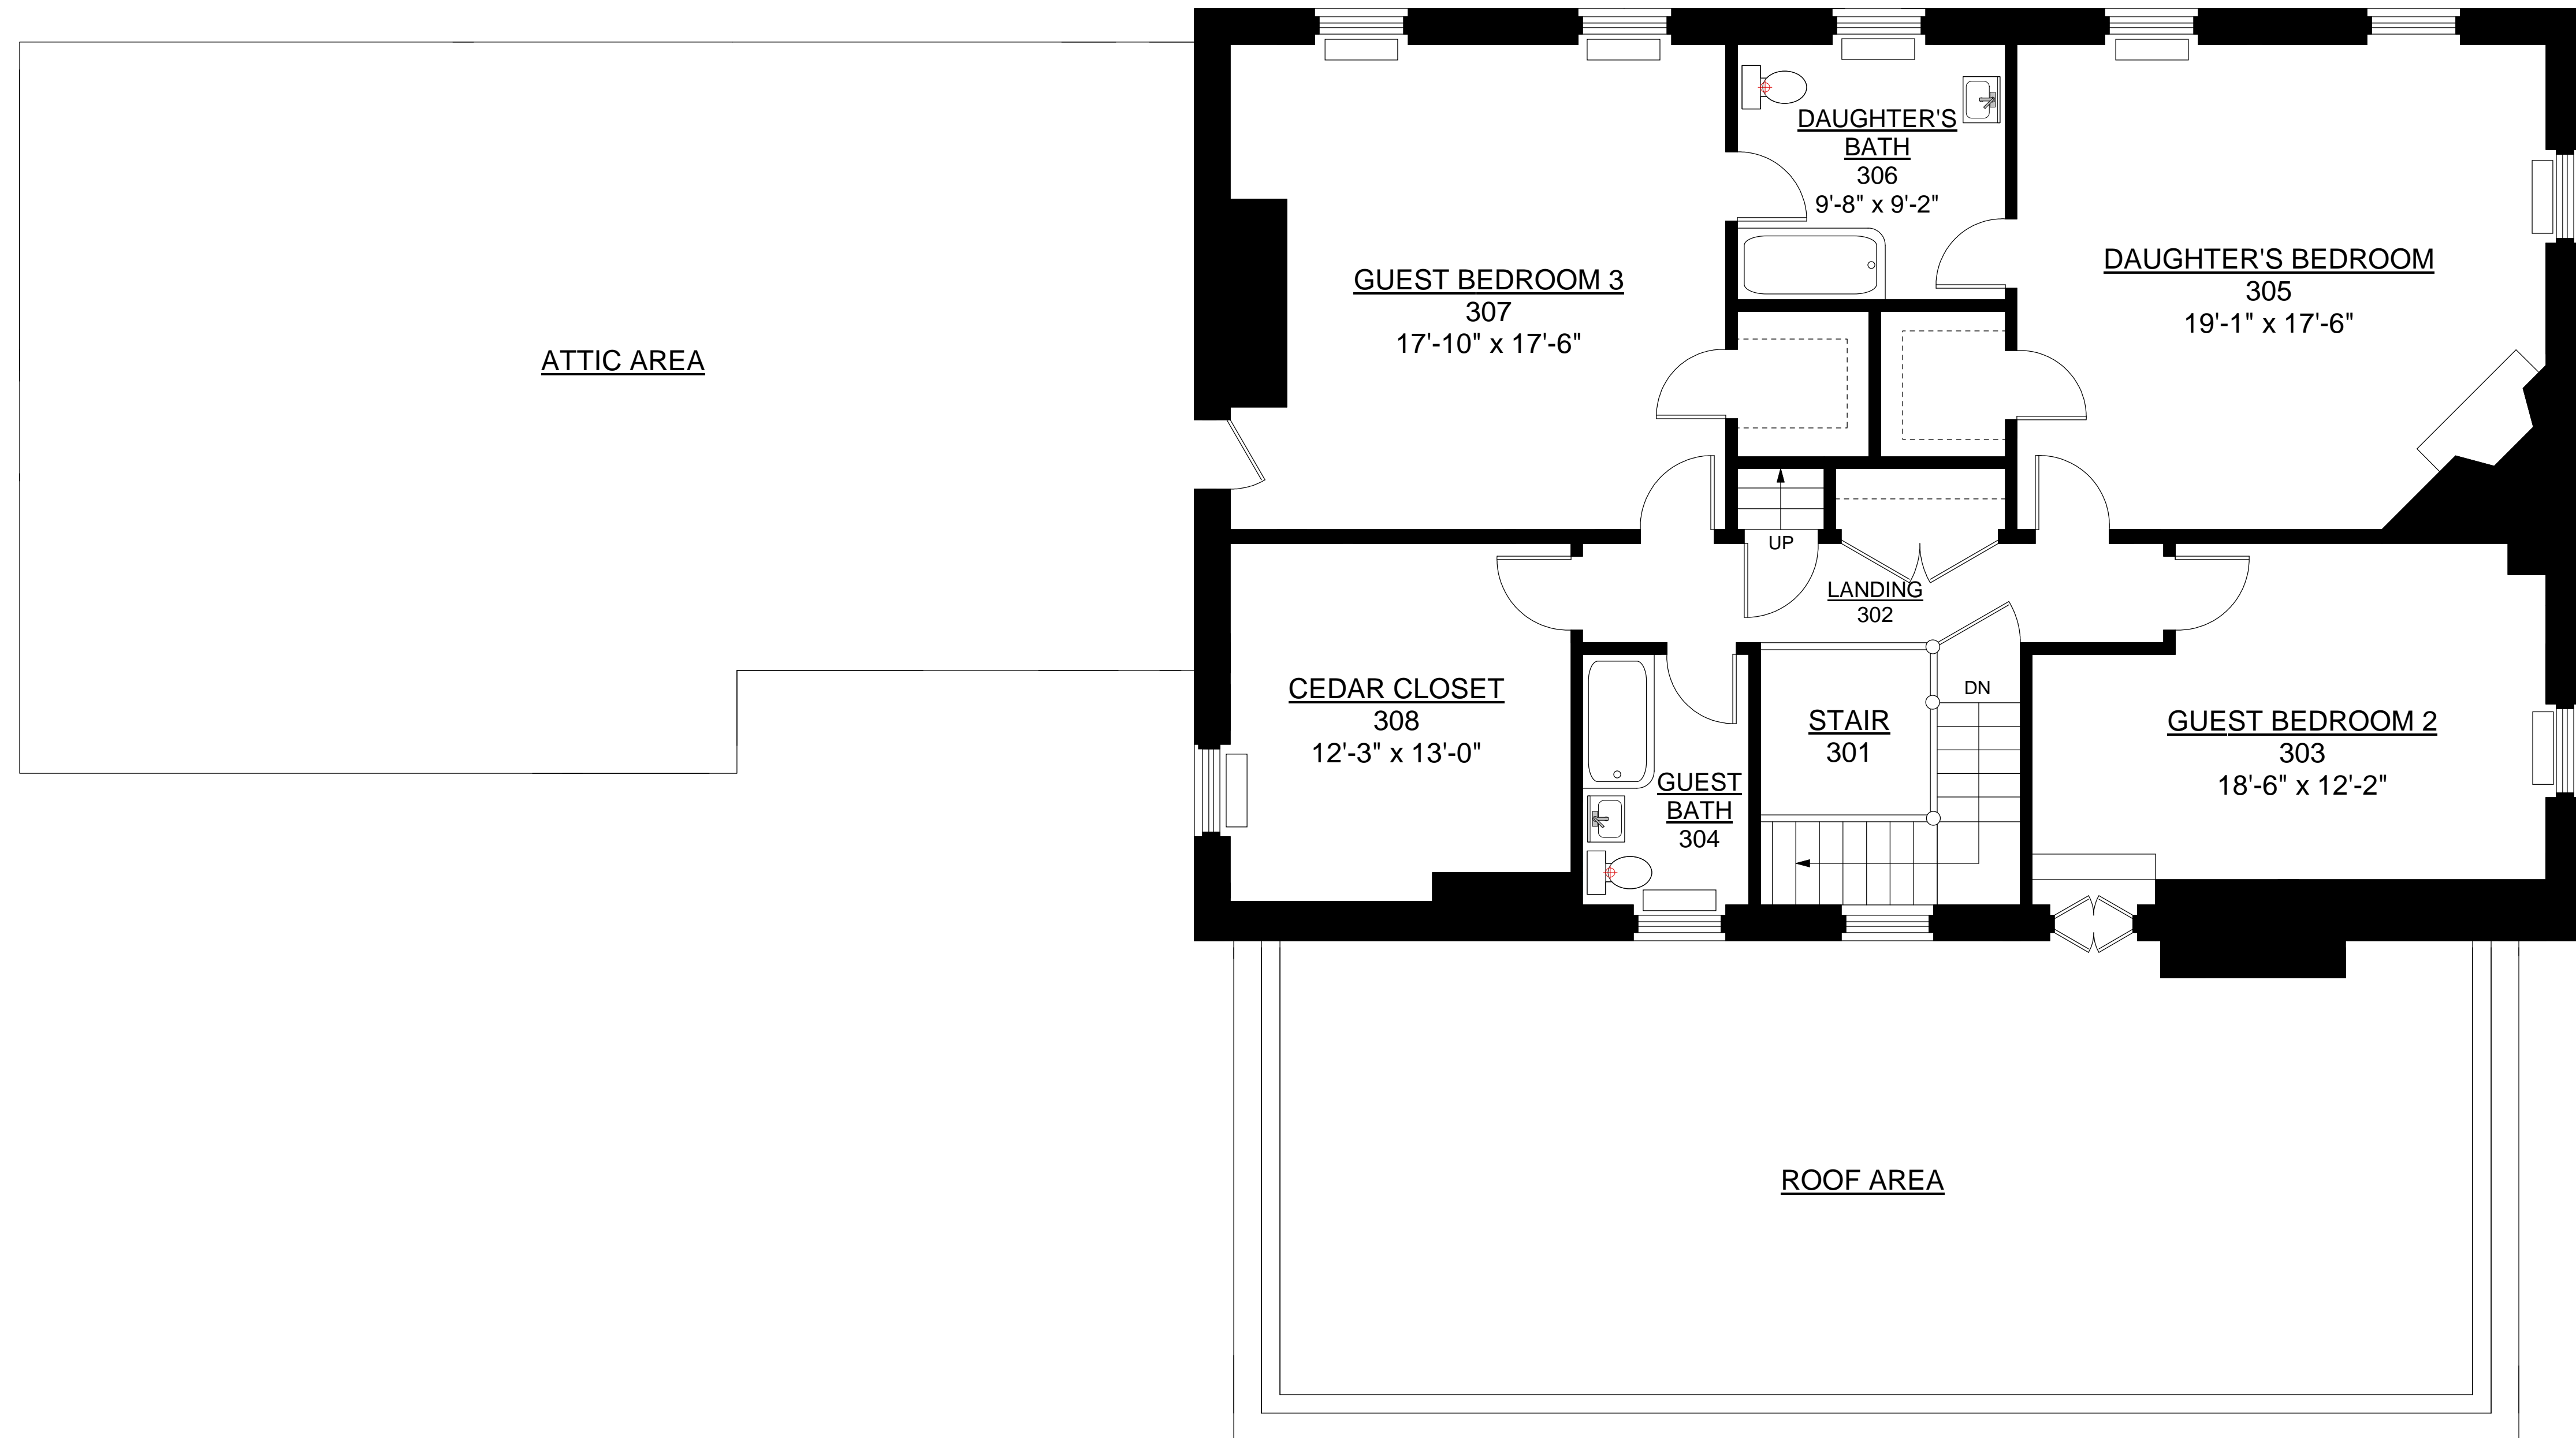 DAUGHTER'S
BATH
306
9'-8" x 9'-2"
GUEST BEDROOM 3
307
17'-10" x 17'-6"
DAUGHTER'S BEDROOM
305
19'-1" x 17'-6"
ATTIC AREA
UP
LANDING
302
CEDAR CLOSET
308
12'-3" x 13'-0"
GUEST
BATH
304
STAIR
301
DN
GUEST BEDROOM 2
303
18'-6" x 12'-2"
ROOF AREA